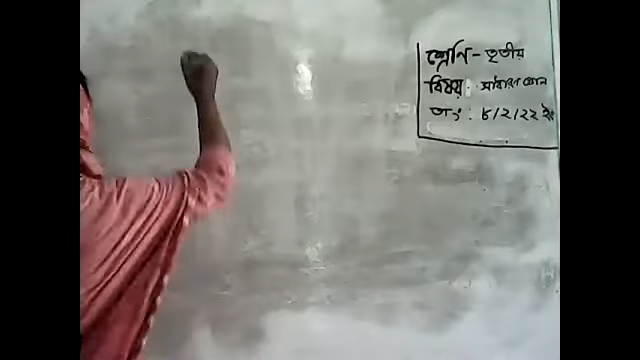 শ্রেণি - তৃতীয়
বিষয় : সাধারণ জ্ঞান
তাং : ৮/২/২২ ইং